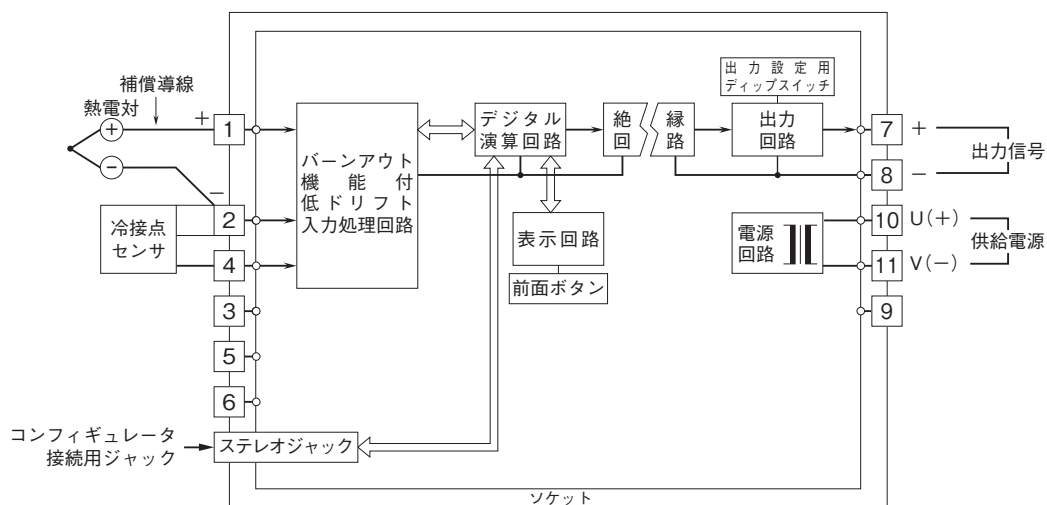 出力設定用
ディップスイッチ
補償導線
熱電対
+
+
1
−
−
2
冷接点
センサ
4
3
5
6
バーンアウト
機能付
低ドリフト
入力処理回路
デジタル
演算回路
絶縁
回路
出力
回路
表示回路
前面ボタン
電源
回路
7
+
8
−
出力信号
10
U(+)
11
V(−)
供給電源
9
コンフィギュレータ
接続用ジャック
ステレオジャック
ソケット